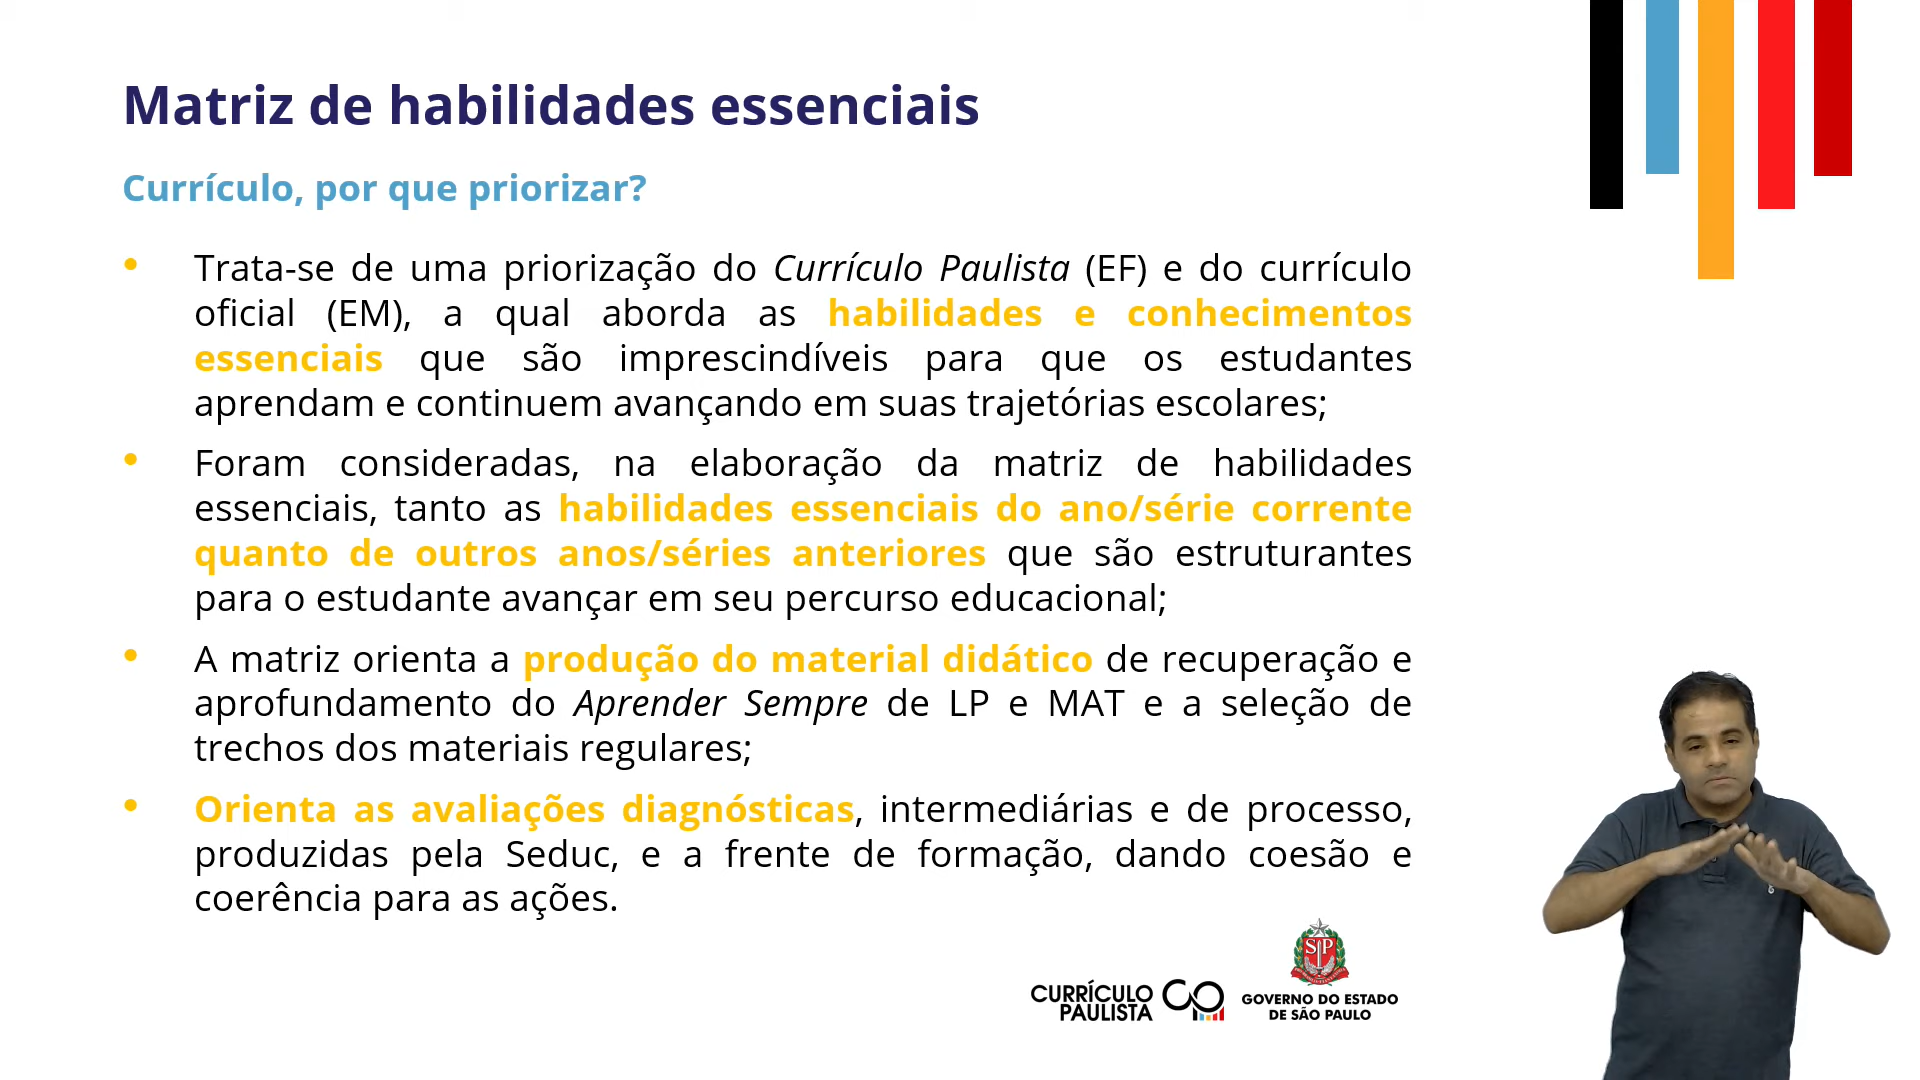 Matriz de habilidades essenciais
Currículo, por que priorizar?
• Trata-se de uma priorização do Currículo Paulista (EF) e do currículo
oficial (EM), a qual aborda as habilidades e conhecimentos
essenciais que são imprescindíveis para que os estudantes
aprendam e continuem avançando em suas trajetórias escolares;
• Foram consideradas, na elaboração da matriz de habilidades
essenciais, tanto as habilidades essenciais do ano/série corrente
quanto de outros anos/séries anteriores que são estruturantes
para o estudante avançar em seu percurso educacional;
• A matriz orienta a produção do material didático de recuperação e
aprofundamento do Aprender Sempre de LP e MAT e a seleção de
trechos dos materiais regulares;
• Orienta as avaliações diagnósticas, intermediárias e de processo,
produzidas pela Seduc, e a frente de formação, dando coesão e
coerência para as ações.
CURRÍCULO
PAULISTA
SP
GOVERNO DO ESTADO
DE SÃO PAULO